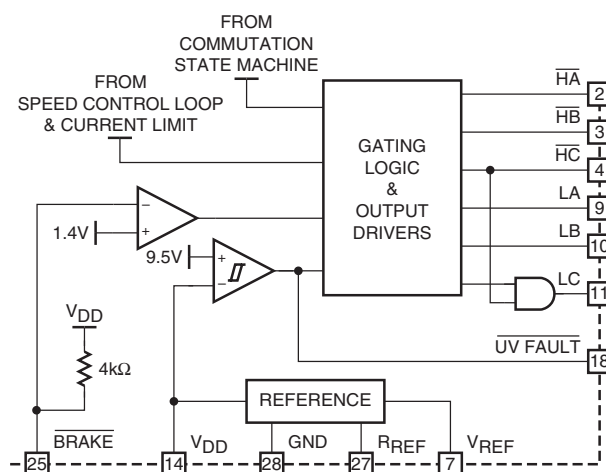 FROM
COMMUTATION
STATE MACHINE
FROM
SPEED CONTROL LOOP
& CURRENT LIMIT
GATING
LOGIC
&
OUTPUT
DRIVERS
HA
2
HB
3
HC
4
LA
9
LB
10
LC
11
UV FAULT
18
−
+
1.4V
9.5V
+
−
VDD
4kΩ
REFERENCE
BRAKE
25
VDD
14
GND
28
RREF
27
VREF
7